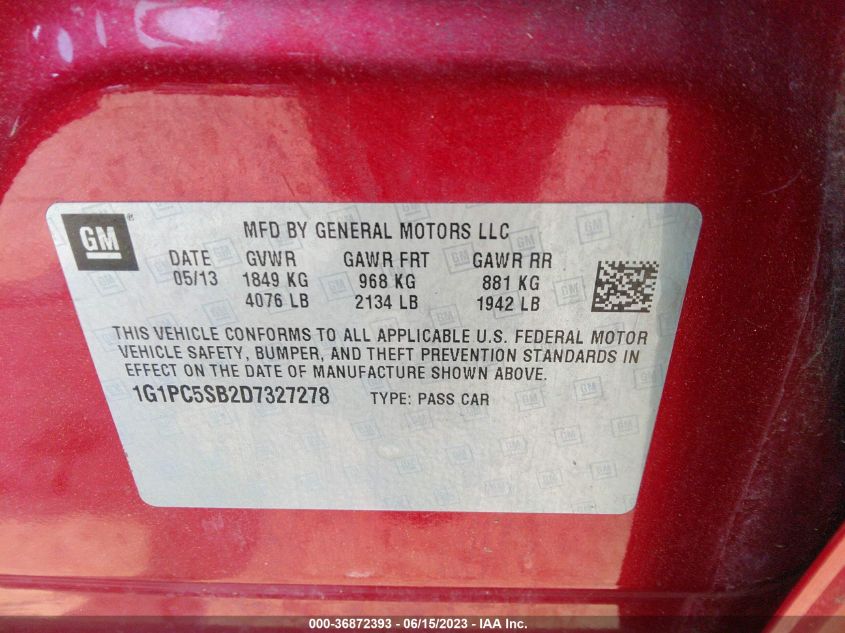 GM
®
MFD BY GENERAL MOTORS LLC
DATE GVWR GAWR FRT GAWR RR
05/13 1849 KG 968 KG 881 KG
4076 LB 2134 LB 1942 LB
THIS VEHICLE CONFORMS TO ALL APPLICABLE U.S. FEDERAL MOTOR
VEHICLE SAFETY, BUMPER, AND THEFT PREVENTION STANDARDS IN
EFFECT ON THE DATE OF MANUFACTURE SHOWN ABOVE.
1G1PC5SB2D7327278 TYPE: PASS CAR
000-36872393 - 06/15/2023 - IAA Inc.